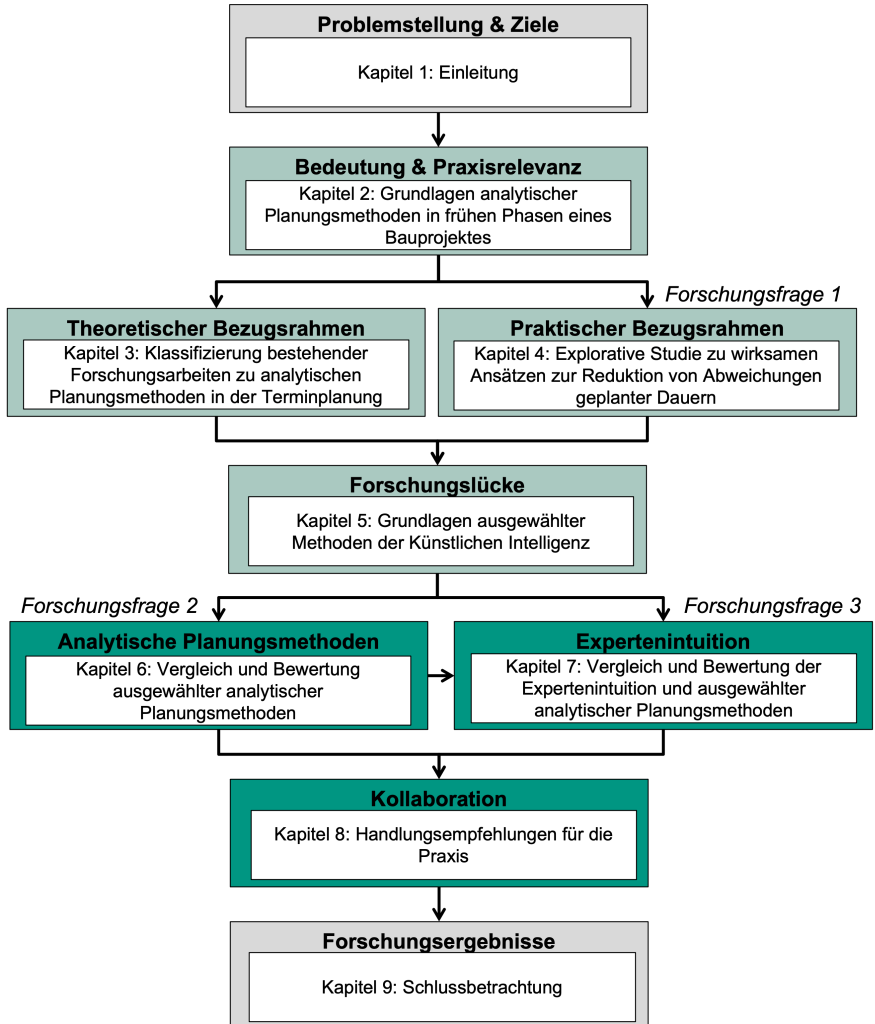 Problemstellung & Ziele
Kapitel 1: Einleitung
Bedeutung & Praxisrelevanz
Kapitel 2: Grundlagen analytischer
Planungsmethoden in frühen Phasen eines
Bauprojektes
Forschungsfrage 1
Theoretischer Bezugsrahmen
Kapitel 3: Klassifizierung bestehender
Forschungsarbeiten zu analytischen
Planungsmethoden in der Terminplanung
Praktischer Bezugsrahmen
Kapitel 4: Explorative Studie zu wirksamen
Ansätzen zur Reduktion von Abweichungen
geplanter Dauern
Forschungslücke
Kapitel 5: Grundlagen ausgewählter
Methoden der Künstlichen Intelligenz
Forschungsfrage 2
Forschungsfrage 3
Analytische Planungsmethoden
Kapitel 6: Vergleich und Bewertung
ausgewählter analytischer
Planungsmethoden
Expertenintuition
Kapitel 7: Vergleich und Bewertung der
Expertenintuition und ausgewählter
analytischer Planungsmethoden
Kollaboration
Kapitel 8: Handlungsempfehlungen für die
Praxis
Forschungsergebnisse
Kapitel 9: Schlussbetrachtung